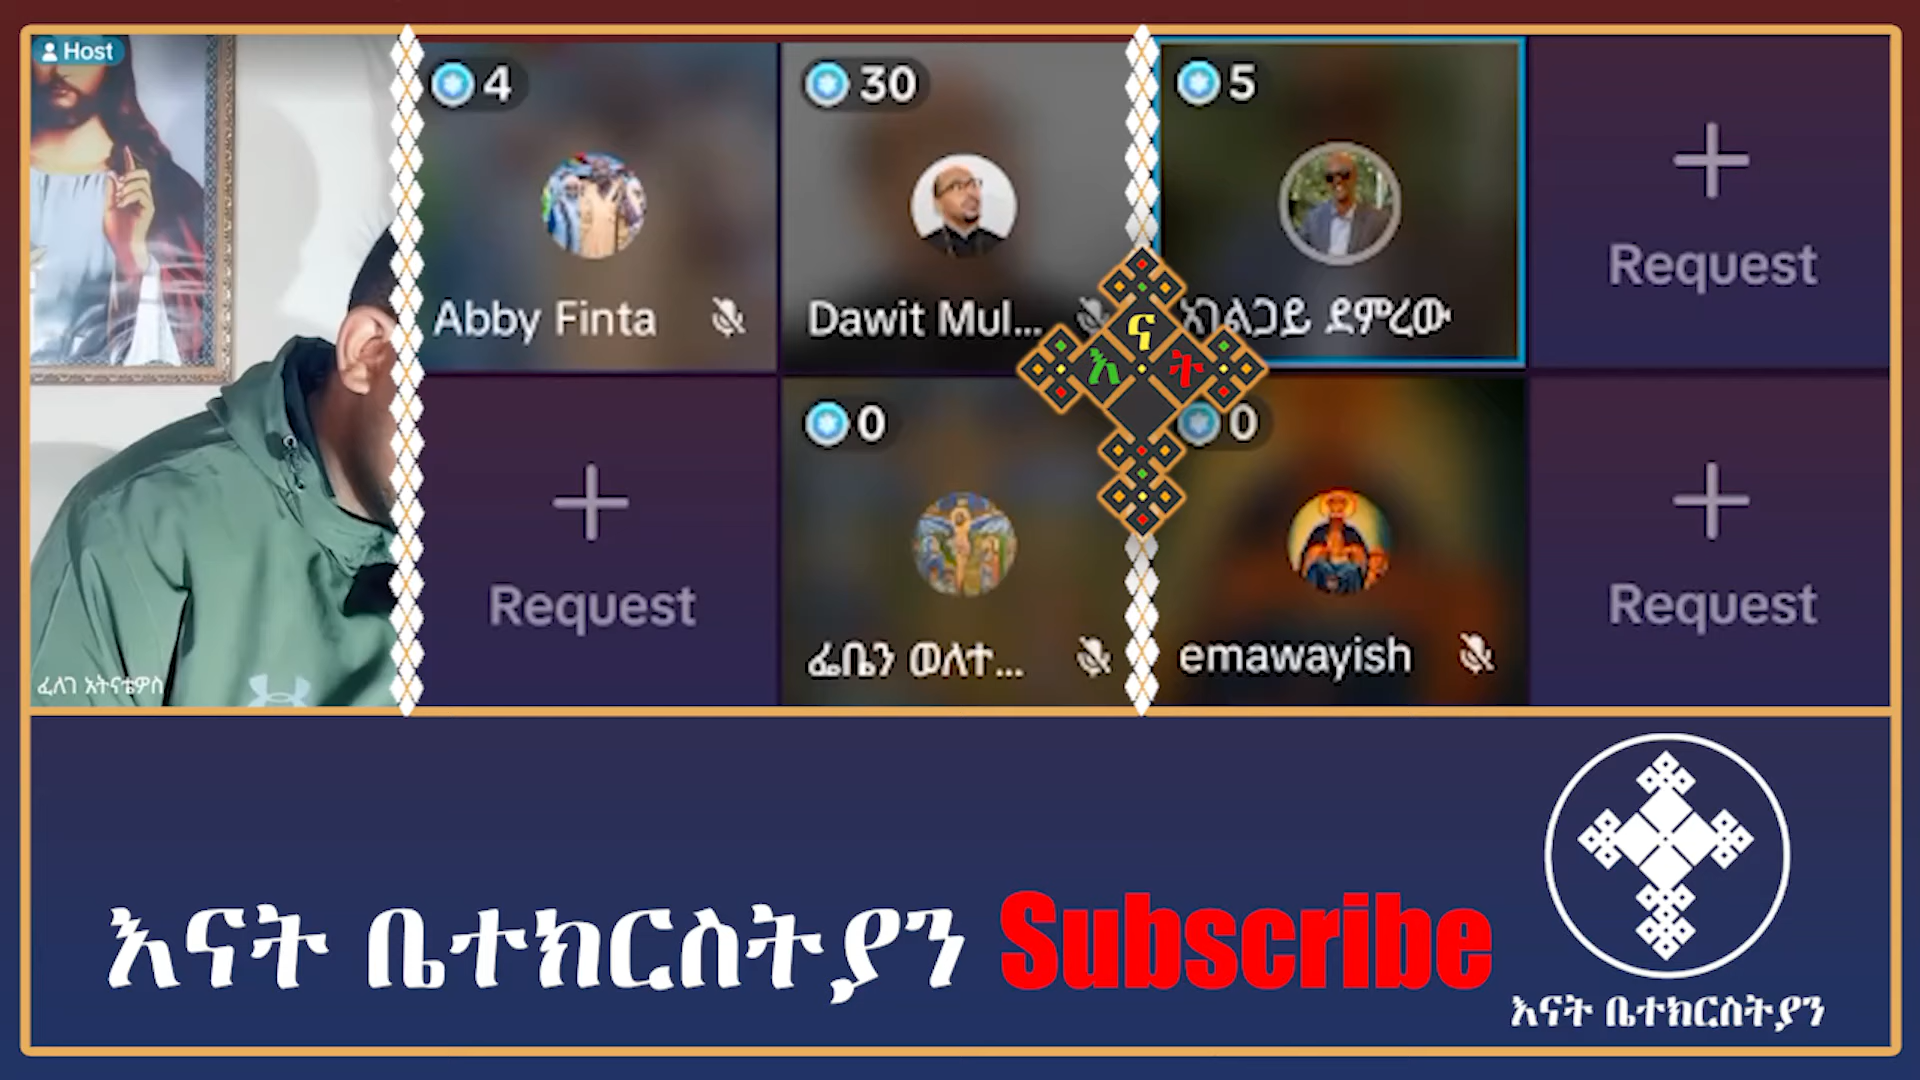 Host
4
30
5
Abby Finta
Dawit Mul...
አገልጋይ ደምረው
Request
እ
ና
ት
0
0
Request
ፌቤን ወለተ...
emawayish
Request
ፈለገ አትናቴዎስ
እናት ቤተክርስትያን Subscribe
እናት ቤተክርስትያን